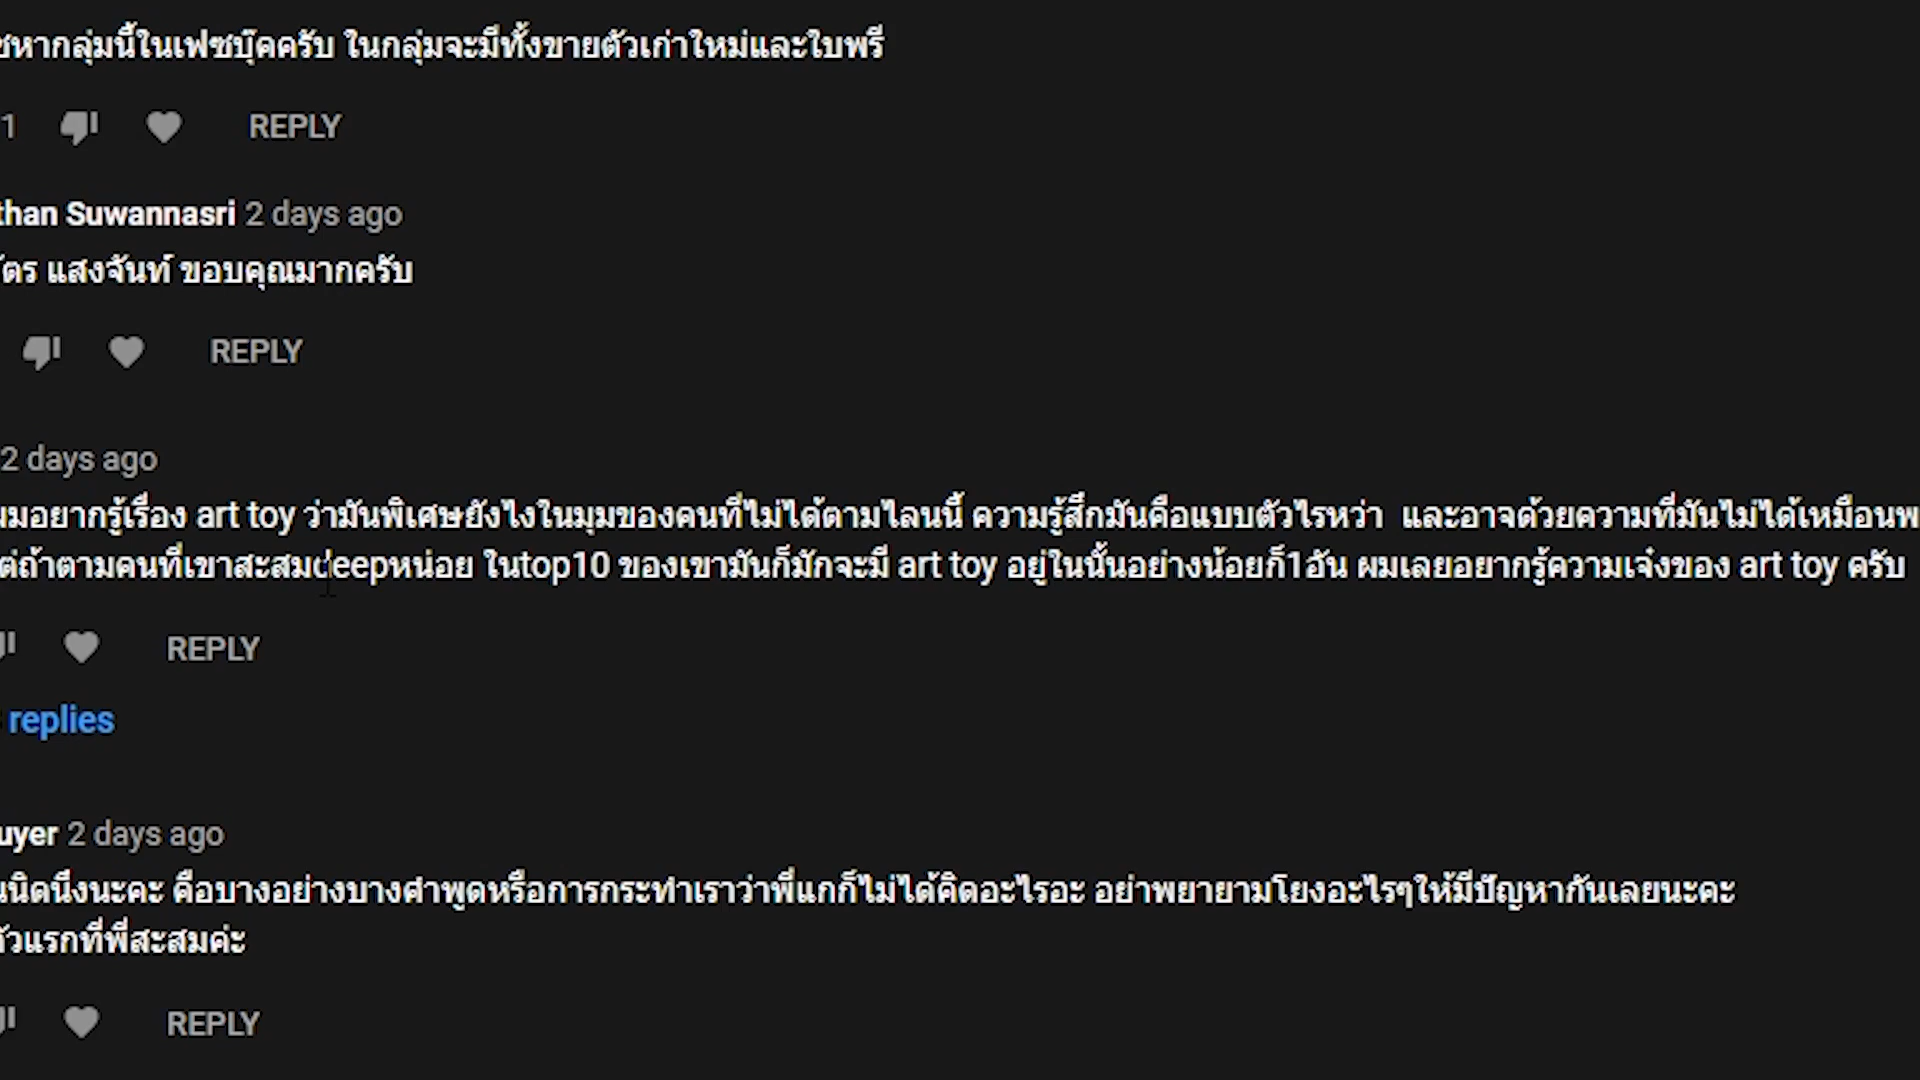 ชหากลุ่มนี้ในเฟซบุ๊คครับ ในกลุ่มจะมีทั้งขายตัวเก่าใหม่และใบพรี
1 REPLY
than Suwannasri 2 days ago
ัตร แสงจันท์ ขอบคุณมากครับ
REPLY
2 days ago
มอยากรู้เรื่อง art toy ว่ามันพิเศษยังไงในมุมของคนที่ไม่ได้ตามไลนนี้ ความรู้สึกมันคือแบบตัวไรหว่า และอาจด้วยความที่มันไม่ได้เหมือนพ
ต่ถ้าตามคนที่เขาสะสมdeepหน่อย ในtop10 ของเขามันก็มักจะมี art toy อยู่ในนั้นอย่างน้อยก็1อัน ผมเลยอยากรู้ความเจ๋งของ art toy ครับ
REPLY
replies
uyer 2 days ago
นิดนึงนะคะ คือบางอย่างบางคำพูดหรือการกระทำเราว่าพี่แกก็ไม่ได้คิดอะไรอะ อย่าพยายามโยงอะไรๆให้มีปัญหากันเลยนะคะ
ตัวแรกที่พี่สะสมค่ะ
REPLY